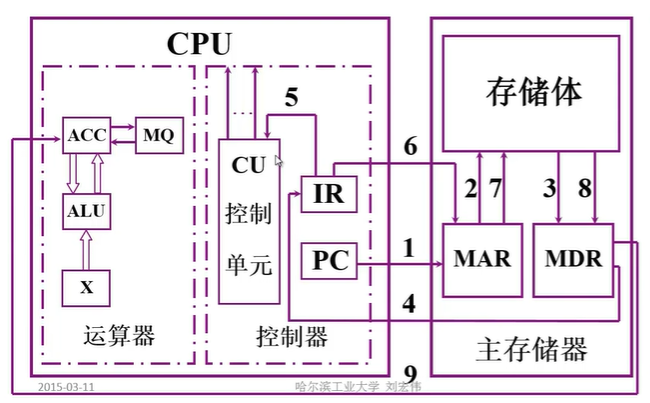 CPU
存储体
5
ACC
MQ
CU
控制
单元
IR
6
2
7
3
8
ALU
PC
1
MAR
MDR
X
4
运算器
控制器
主存储器
9
2015-03-11
哈尔滨工业大学 刘宏伟